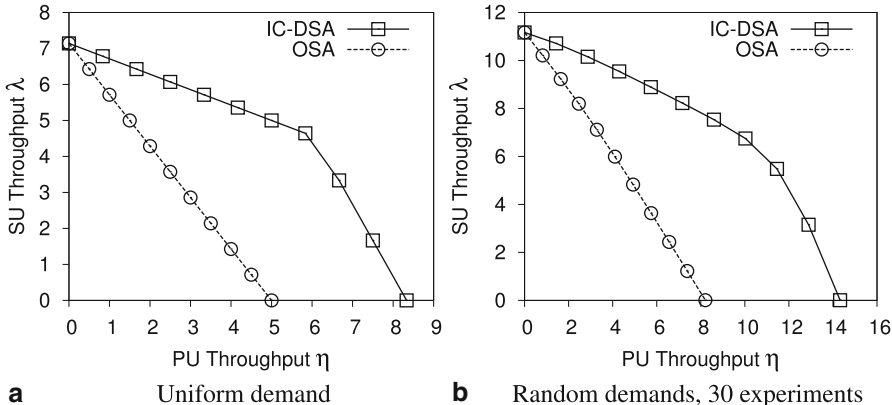 8
7
6
5
4
3
2
1
0
SU Throughput λ
IC-DSA
OSA
0 1 2 3 4 5 6 7 8 9
PU Throughput η
a Uniform demand
12
10
8
6
4
2
0
SU Throughput λ
IC-DSA
OSA
0 2 4 6 8 10 12 14 16
PU Throughput η
b Random demands, 30 experiments